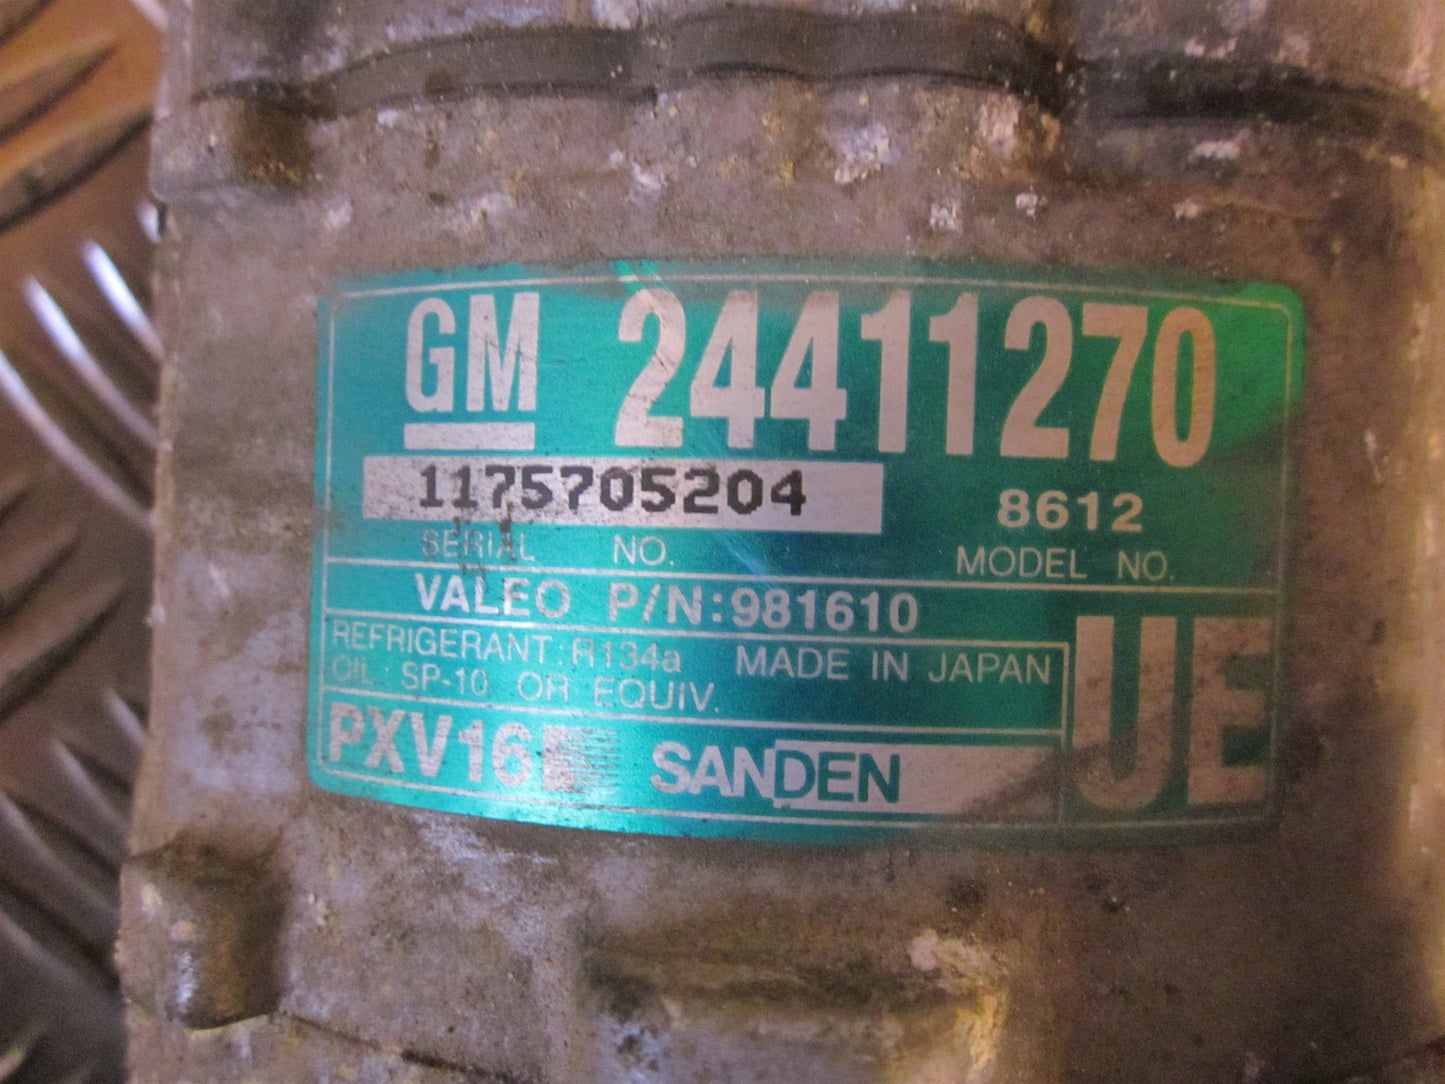 GM 24411270
1175705204
8612
SERIAL NO.
MODEL NO.
VALEO P/N:981610
REFRIGERANT:R134a MADE IN JAPAN
OIL: SP-10 OR EQUIV.
UE
PXV16 SANDEN